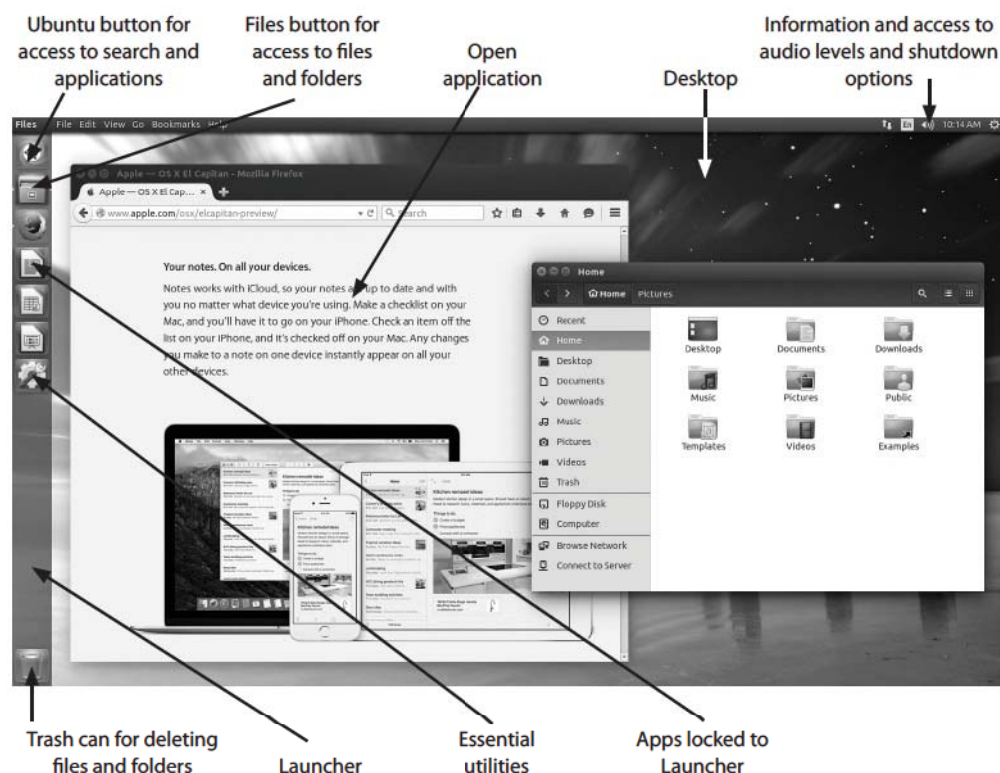 Ubuntu button for
access to search and
applications
Files button for
access to files
and folders
Open
application
Desktop
Information and access to
audio levels and shutdown
options
Files File Edit View Go Bookmarks Help
En 10:14 AM
Apple — OS X El Capitan - Mozilla Firefox
Apple — OS X El Cap... ×
www.apple.com/osx/elcapitan-preview/
Search
Your notes. On all your devices.
Notes works with iCloud, so your notes are up to date and with
you no matter what device you're using. Make a checklist on your
Mac, and you'll have it to go on your iPhone. Check an item off the
list on your iPhone, and it's checked off on your Mac. Any changes
you make to a note on one device instantly appear on all your
other devices.
Home
Home Pictures
Recent
Home
Desktop
Documents
Downloads
Music
Pictures
Videos
Trash
Floppy Disk
Computer
Browse Network
Connect to Server
Desktop Documents Downloads
Music Pictures Public
Templates Videos Examples
Kitchen remodel ideas
Kitchen remodel ideas
Trash can for deleting
files and folders
Launcher
Essential
utilities
Apps locked to
Launcher